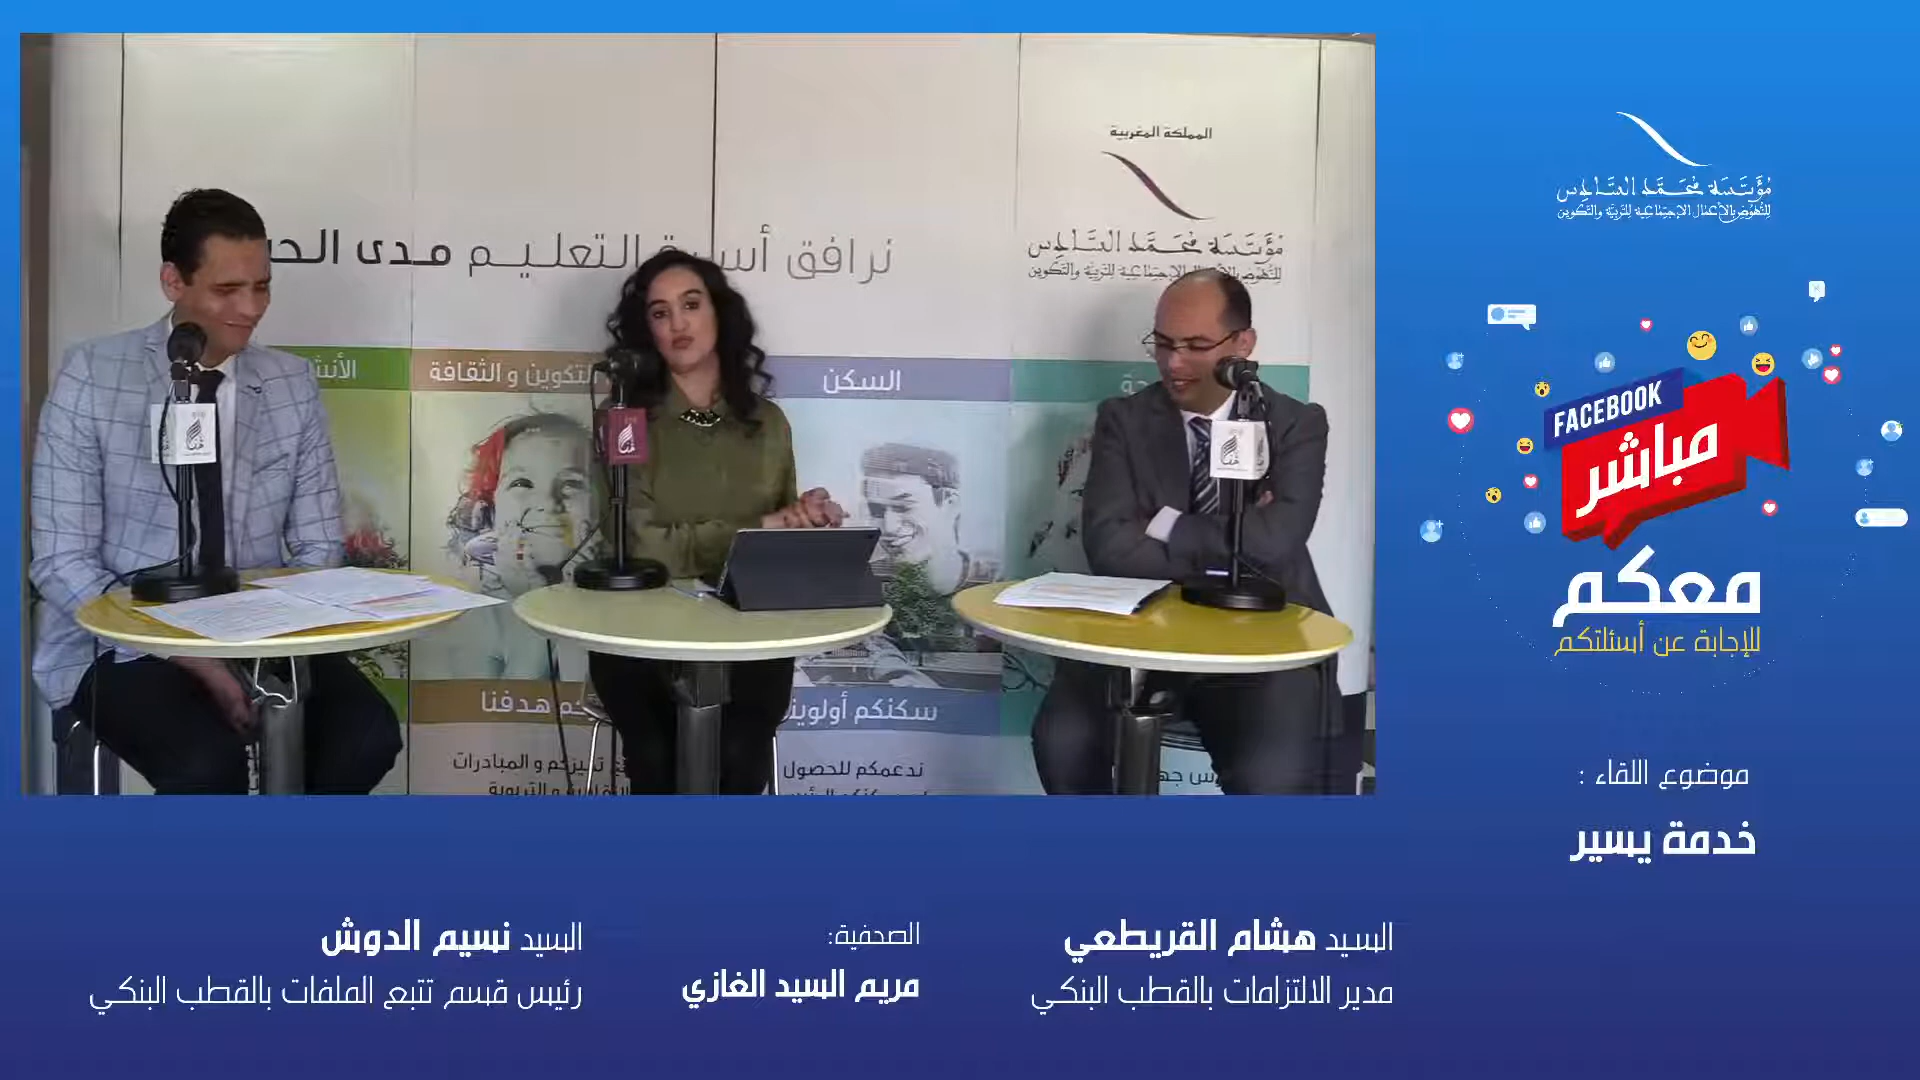 المملكة المغربية
مؤسسة محمد السادس
للنهوض بالأعمال الاجتماعية للتربية والتكوين
نرافق التعليم مدى
التكوين و الثقافة
السكن
هدفنا
سكنكم
و المبادرات
ندعمكم للحصول
مؤسسة محمد السادس
للنهوض بالأعمال الاجتماعية للتربية والتكوين
FACEBOOK
مباشر
معكم
للإجابة عن أسئلتكم
موضوع اللقاء :
خدمة يسير
السيد هشام القريطعي
مدير الالتزامات بالقطب البنكي
الصحفية:
مريم السيد الغازي
السيد نسيم الدوش
رئيس قسم تتبع الملفات بالقطب البنكي